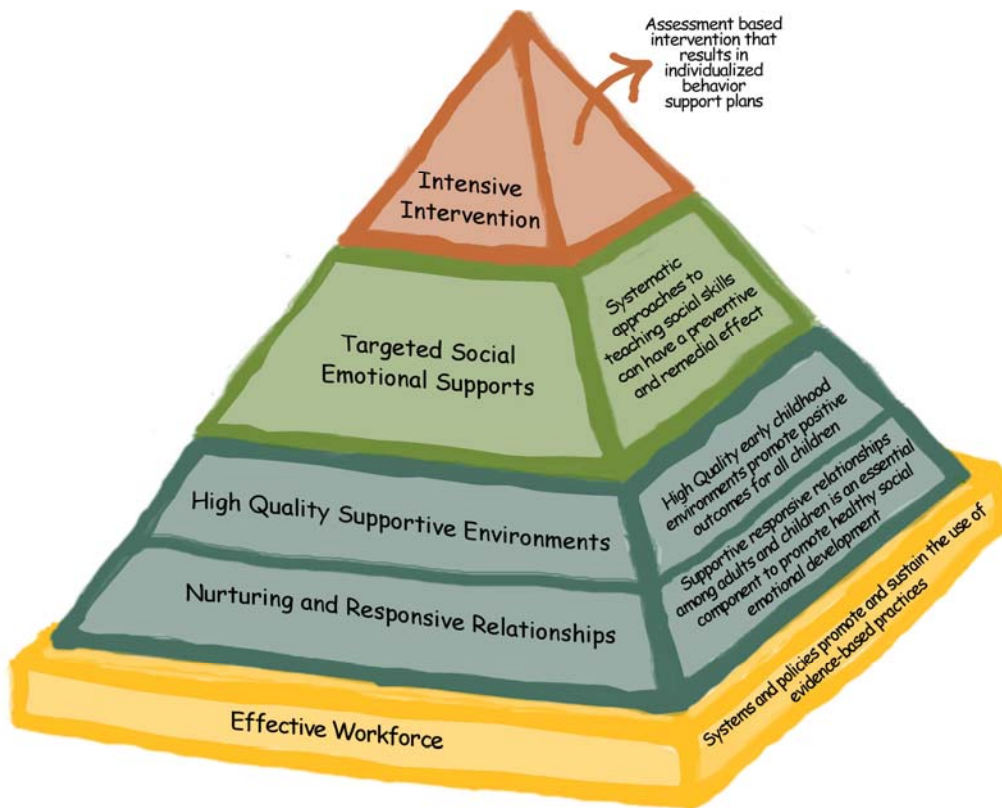 Assessment based
intervention that
results in
individualized
behavior
support plans
Intensive
Intervention
Systematic
approaches to
teaching social skills
can have a preventive
and remedial effect
Targeted Social
Emotional Supports
High Quality early childhood
environments promote positive
outcomes for all children
High Quality Supportive Environments
Supportive responsive relationships
among adults and children is an essential
component to promote healthy social
emotional development
Nurturing and Responsive Relationships
Systems and policies promote and sustain the use of
evidence-based practices
Effective Workforce